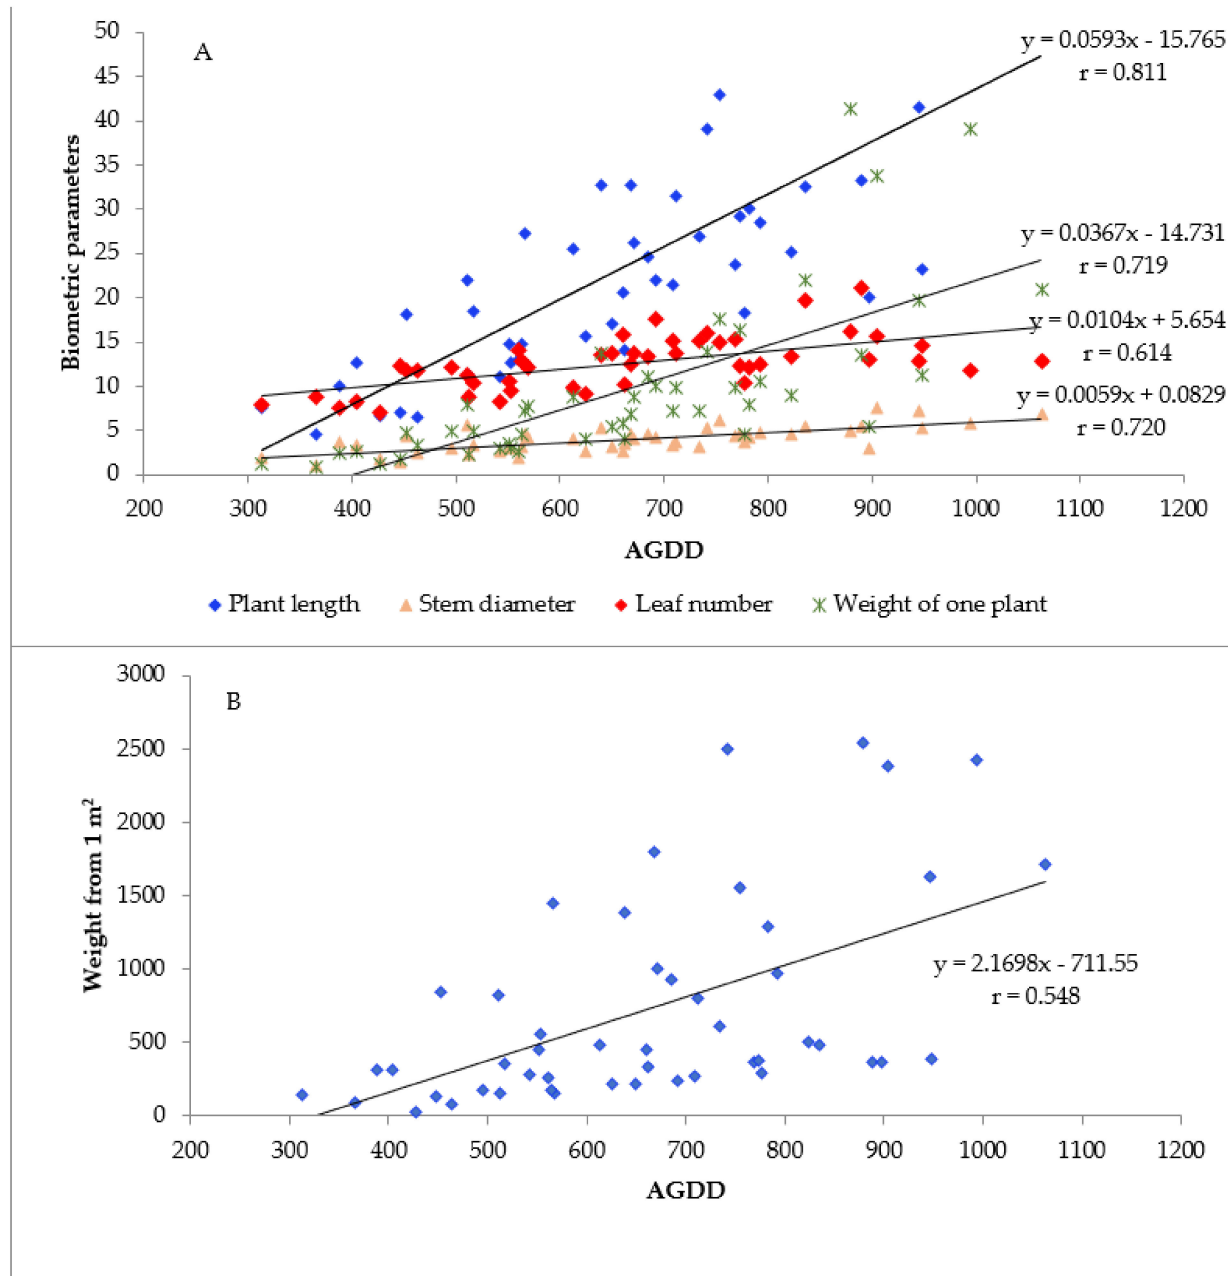 A
Biometric parameters
50
45
40
35
30
25
20
15
10
5
0
y = 0.0593x - 15.765
r = 0.811
y = 0.0367x - 14.731
r = 0.719
y = 0.0104x + 5.654
r = 0.614
y = 0.0059x + 0.0829
r = 0.720
200 300 400 500 600 700 800 900 1000 1100 1200
AGDD
Plant length Stem diameter Leaf number Weight of one plant
B
Weight from 1 m²
3000
2500
2000
1500
1000
500
0
y = 2.1698x - 711.55
r = 0.548
200 300 400 500 600 700 800 900 1000 1100 1200
AGDD